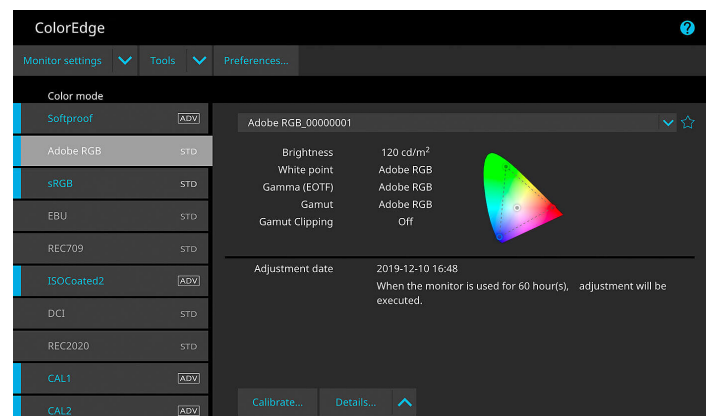 ColorEdge
?
Monitor settings Tools Preferences...
Color mode
Softproof ADV
Adobe RGB STD
sRGB STD
EBU STD
REC709 STD
ISOCoated2 ADV
DCI STD
REC2020 STD
CAL1 ADV
CAL2 ADV
Adobe RGB_00000001
Brightness 120 cd/m²
White point Adobe RGB
Gamma (EOTF) Adobe RGB
Gamut Adobe RGB
Gamut Clipping Off
Adjustment date 2019-12-10 16:48
When the monitor is used for 60 hour(s), adjustment will be
executed.
Calibrate... Details...